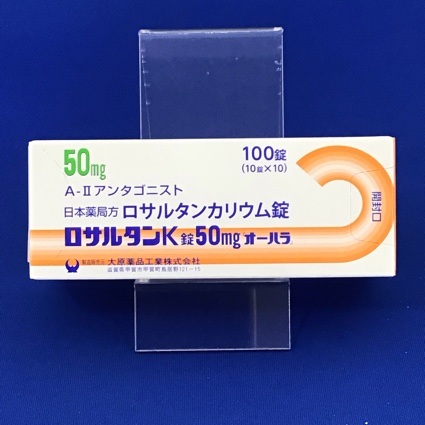 50mg
100錠
(10錠×10)
A-IIアンタゴニスト
日本薬局方 ロサルタンカリウム錠
ロサルタンK錠50mg「オーハラ」
製造販売元 大原薬品工業株式会社
滋賀県甲賀市甲賀町鳥居野121-15
開封口